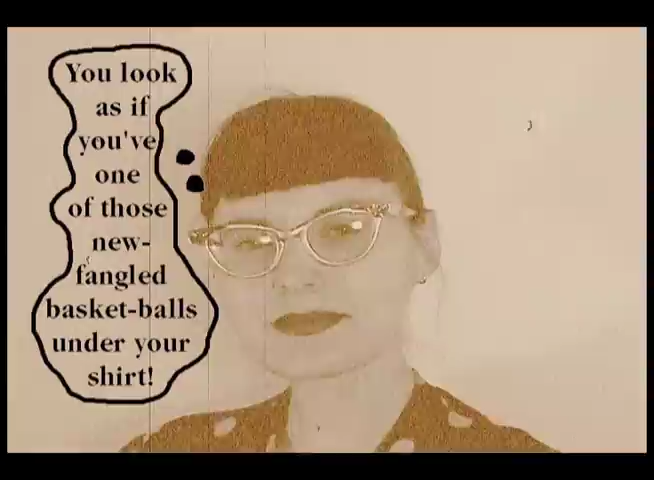 You look
as if
you've
one
of those
new-
fangled
basket-balls
under your
shirt!